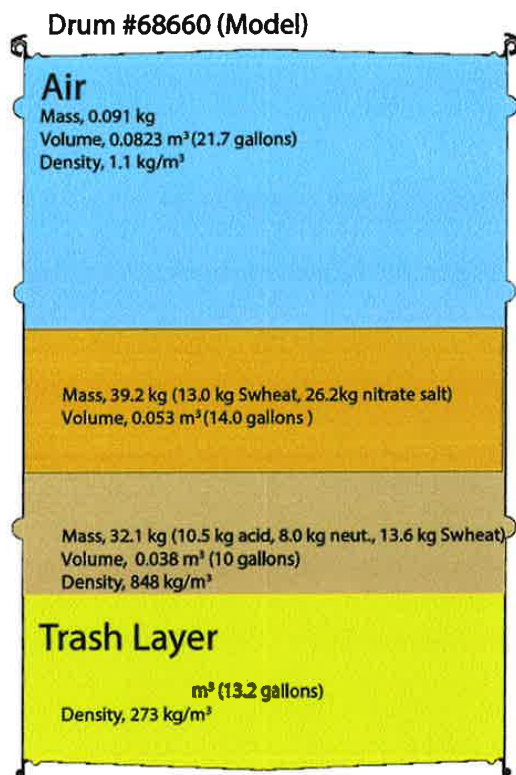 Drum #68660 (Model)
Air
Mass, 0.091 kg
Volume, 0.0823 m³ (21.7 gallons)
Density, 1.1 kg/m³
Mass, 39.2 kg (13.0 kg Swheat, 26.2kg nitrate salt)
Volume, 0.053 m³ (14.0 gallons )
Mass, 32.1 kg (10.5 kg acid, 8.0 kg neut., 13.6 kg Swheat)
Volume, 0.038 m³ (10 gallons)
Density, 848 kg/m³
Trash Layer
m³ (13.2 gallons)
Density, 273 kg/m³